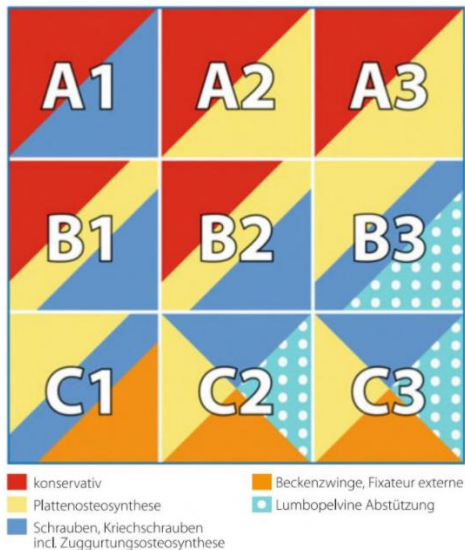 A1 A2 A3
B1 B2 B3
C1 C2 C3
konservativ
Plattenosteosynthese
Schrauben, Kriechschrauben
incl. Zuggurtungsosteosynthese
Beckenzwinge, Fixateur externe
Lumbopelvine Abstützung